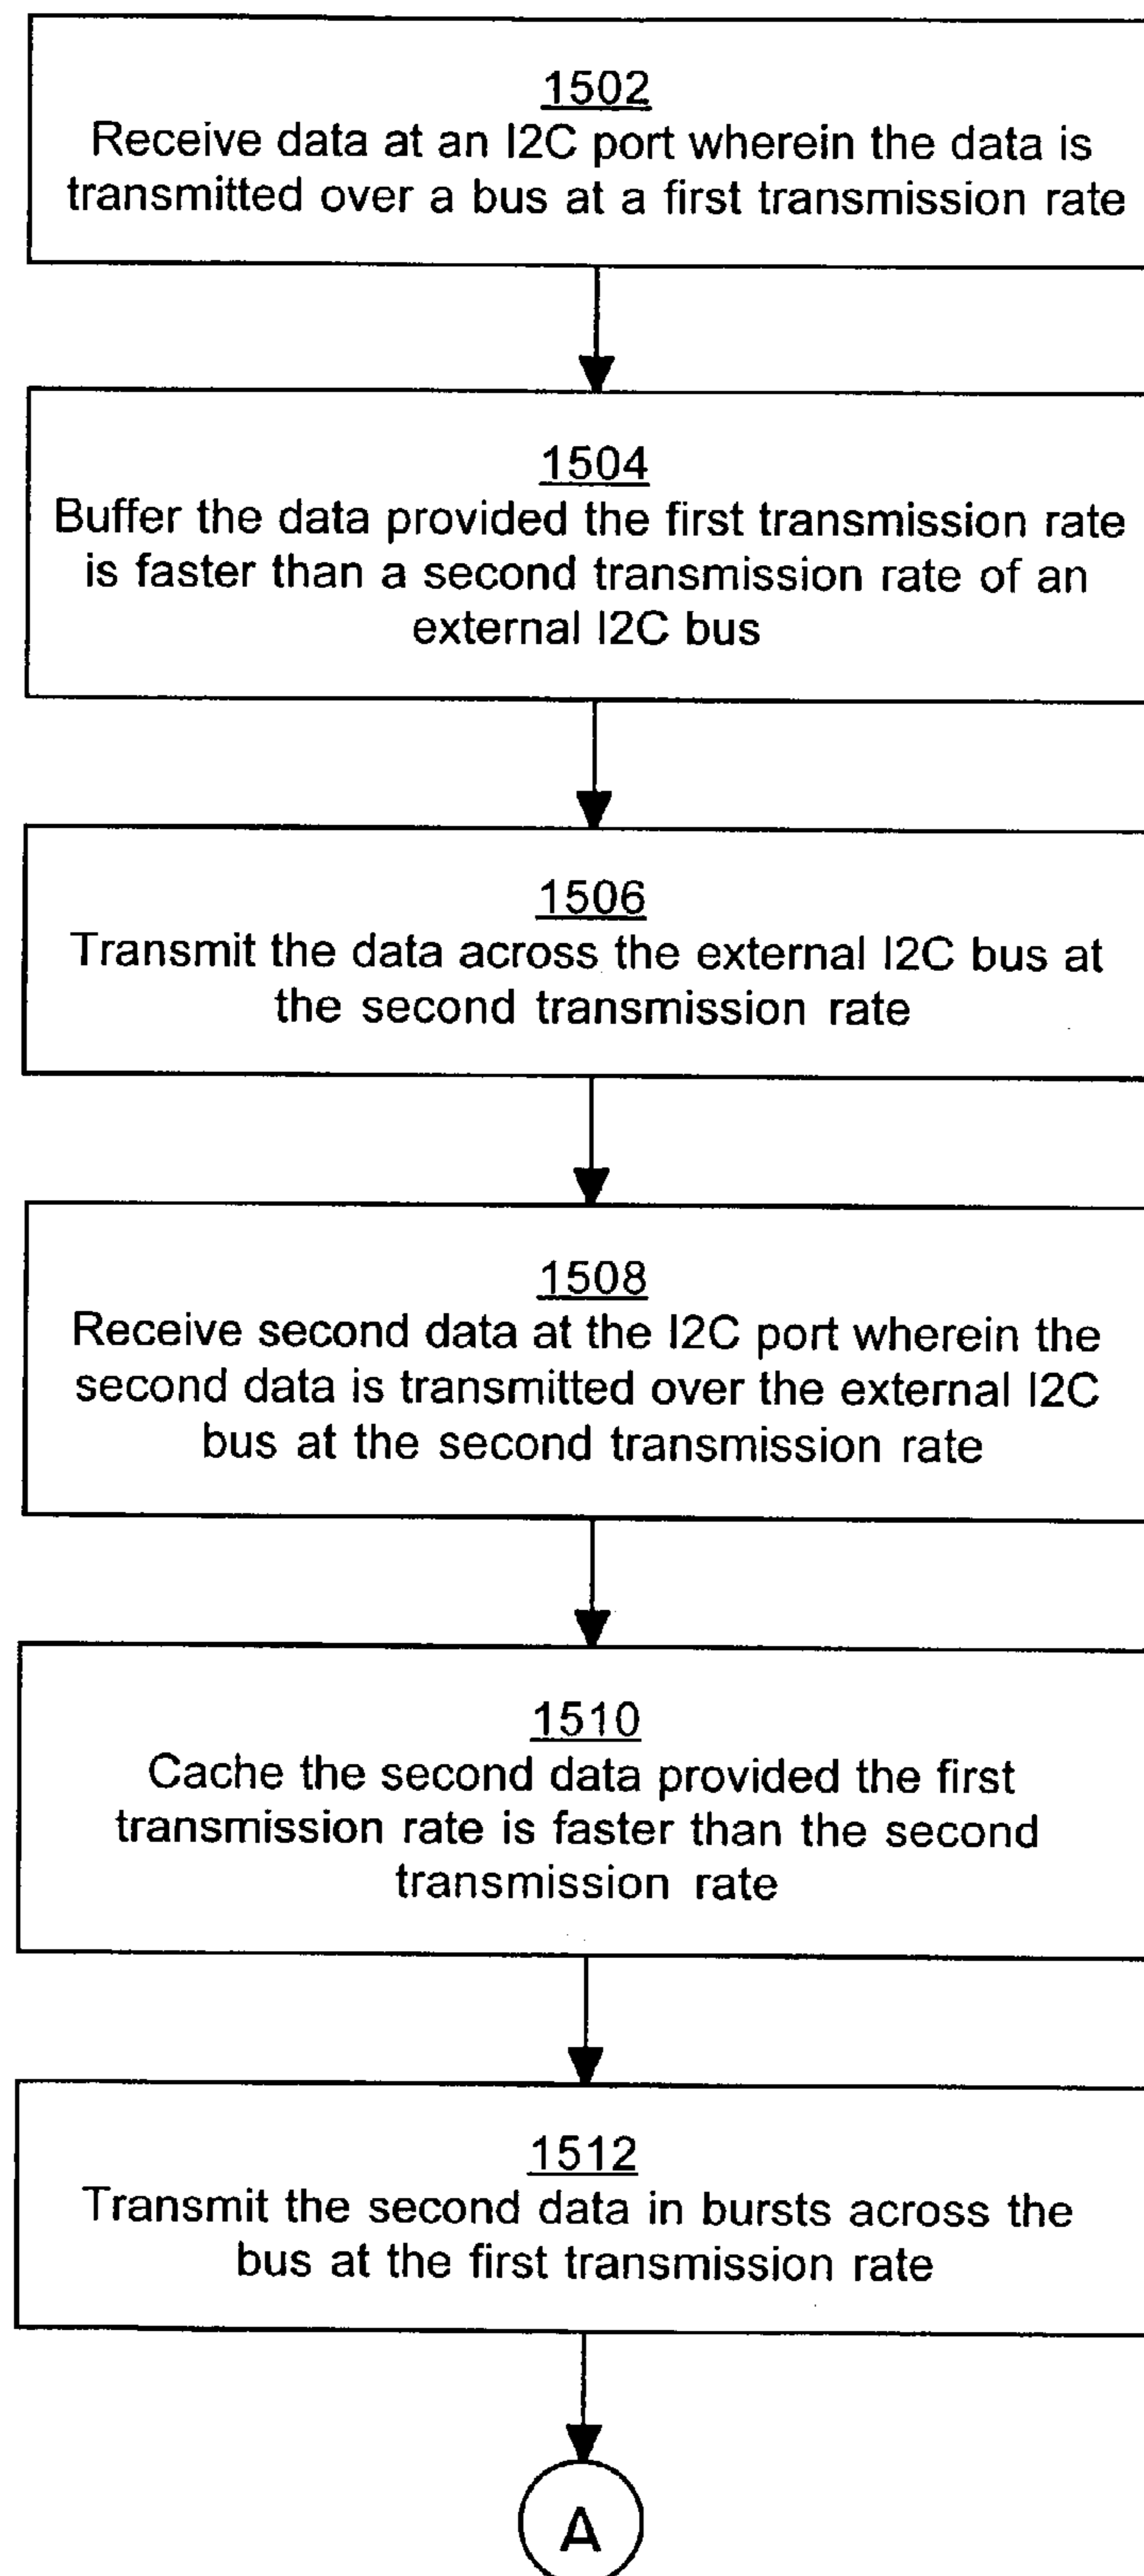 1502
Receive data at an I2C port wherein the data is
transmitted over a bus at a first transmission rate
1504
Buffer the data provided the first transmission rate
is faster than a second transmission rate of an
external I2C bus
1506
Transmit the data across the external I2C bus at
the second transmission rate
1508
Receive second data at the I2C port wherein the
second data is transmitted over the external I2C
bus at the second transmission rate
1510
Cache the second data provided the first
transmission rate is faster than the second
transmission rate
1512
Transmit the second data in bursts across the
bus at the first transmission rate
A